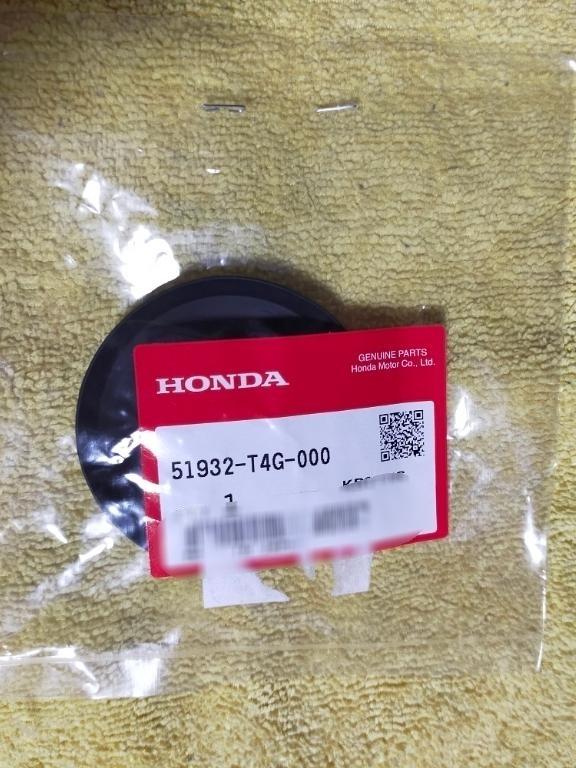 HONDA
GENUINE PARTS
Honda Motor Co., Ltd.
51932-T4G-000
1